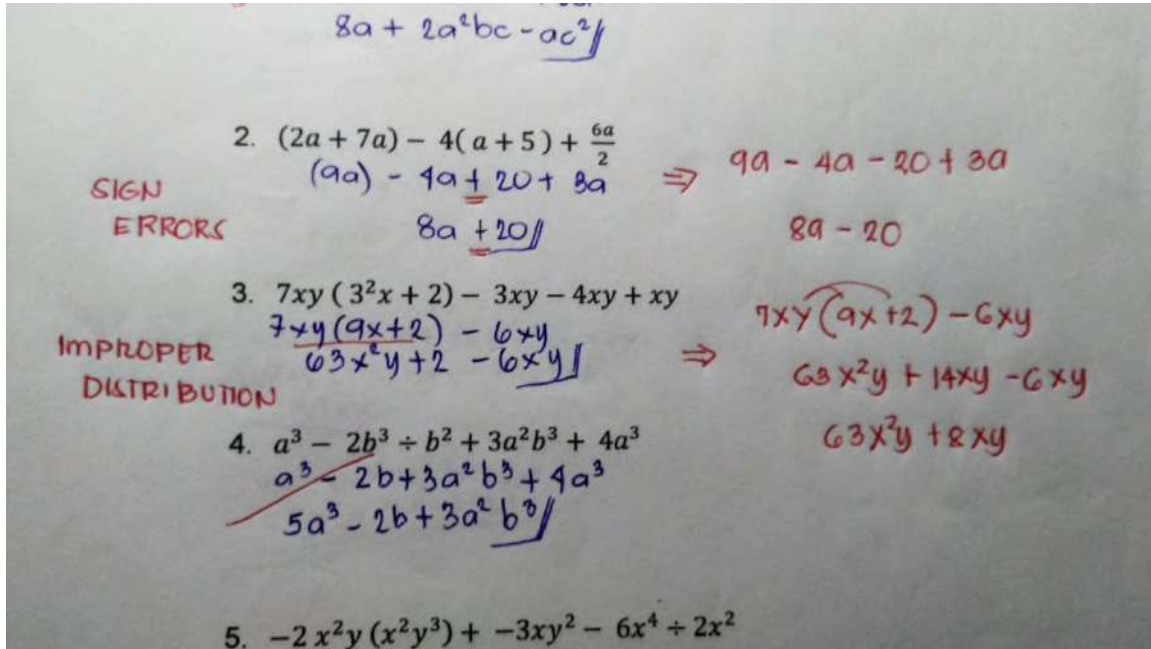 8a + 2a²bc - ac²
2. (2a + 7a) − 4( a + 5 ) + 6a/2
(9a) - 4a + 20 + 3a ⇒ 9a - 4a - 20 + 3a
SIGN ERRORS
8a + 20
8a - 20
3. 7xy ( 3²x + 2) − 3xy − 4xy + xy
7xy(9x+2) - 6xy ⇒ 7xy(9x+2) - 6xy
IMPROPER DISTRIBUTION
63x²y + 2 - 6xy
63x²y + 14xy - 6xy
63x²y + 8xy
4. a³ − 2b³ ÷ b² + 3a²b³ + 4a³
a³ - 2b + 3a²b³ + 4a³
5a³ - 2b + 3a²b³
5. −2 x²y (x²y³) + −3xy² − 6x⁴ ÷ 2x²